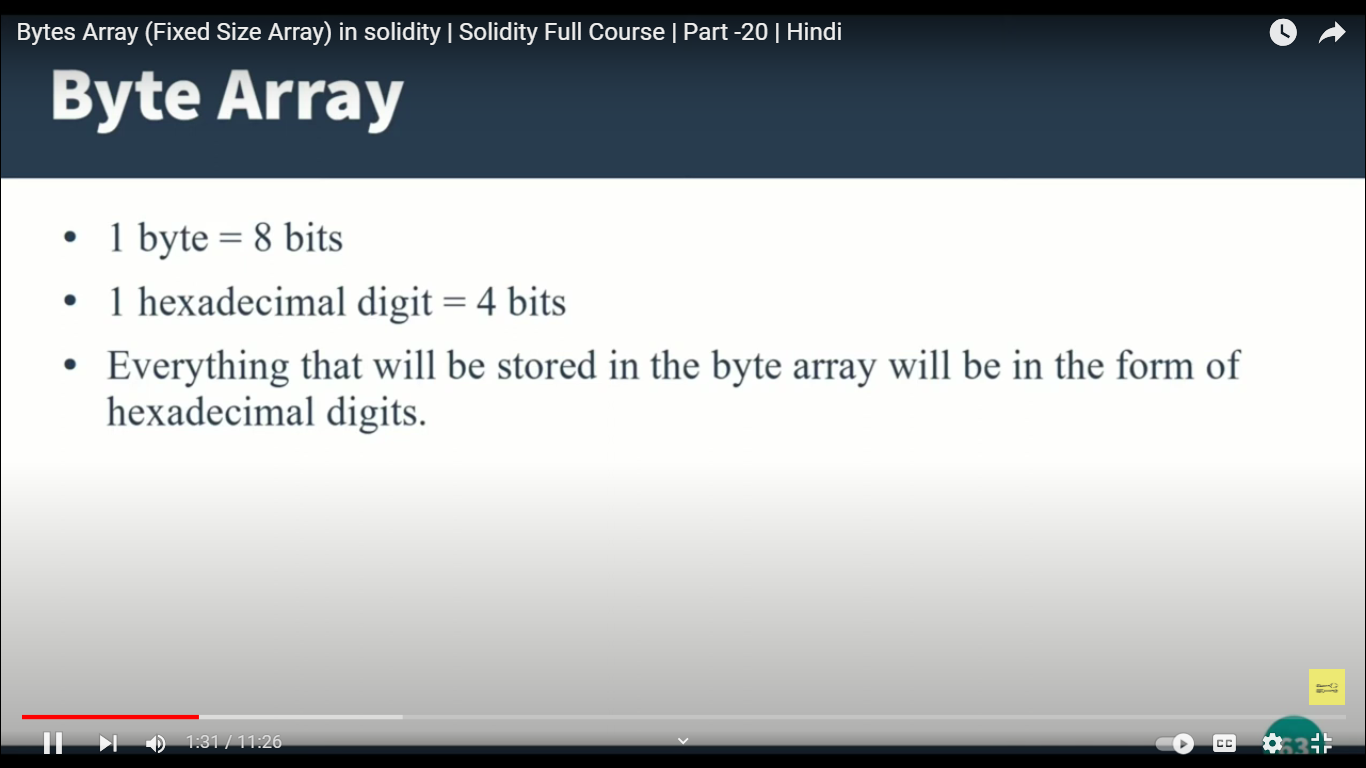 Bytes Array (Fixed Size Array) in solidity | Solidity Full Course | Part -20 | Hindi
Byte Array
• 1 byte = 8 bits
• 1 hexadecimal digit = 4 bits
• Everything that will be stored in the byte array will be in the form of
hexadecimal digits.
1:31 / 11:26
CC
63